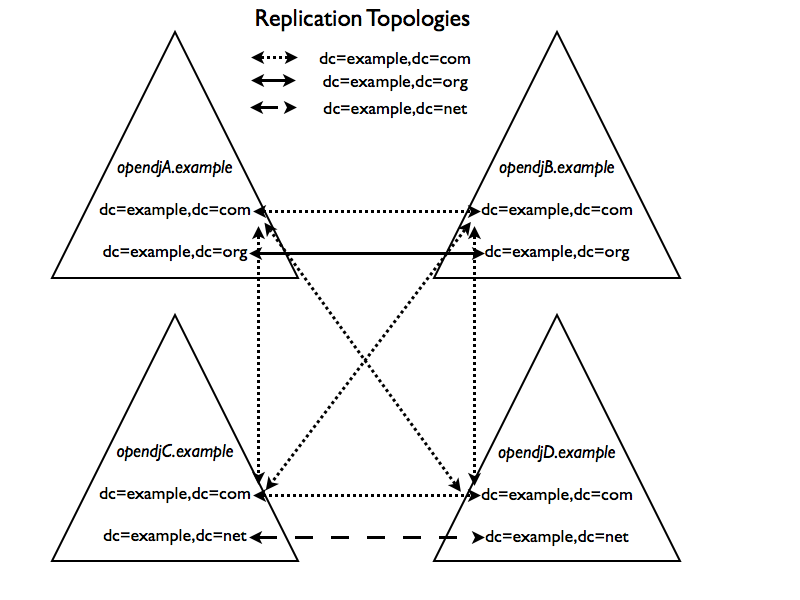 Replication Topologies
dc=example,dc=com
dc=example,dc=org
dc=example,dc=net
opendjA.example
dc=example,dc=com
dc=example,dc=org
opendjB.example
dc=example,dc=com
dc=example,dc=org
opendjC.example
dc=example,dc=com
dc=example,dc=net
opendjD.example
dc=example,dc=com
dc=example,dc=net